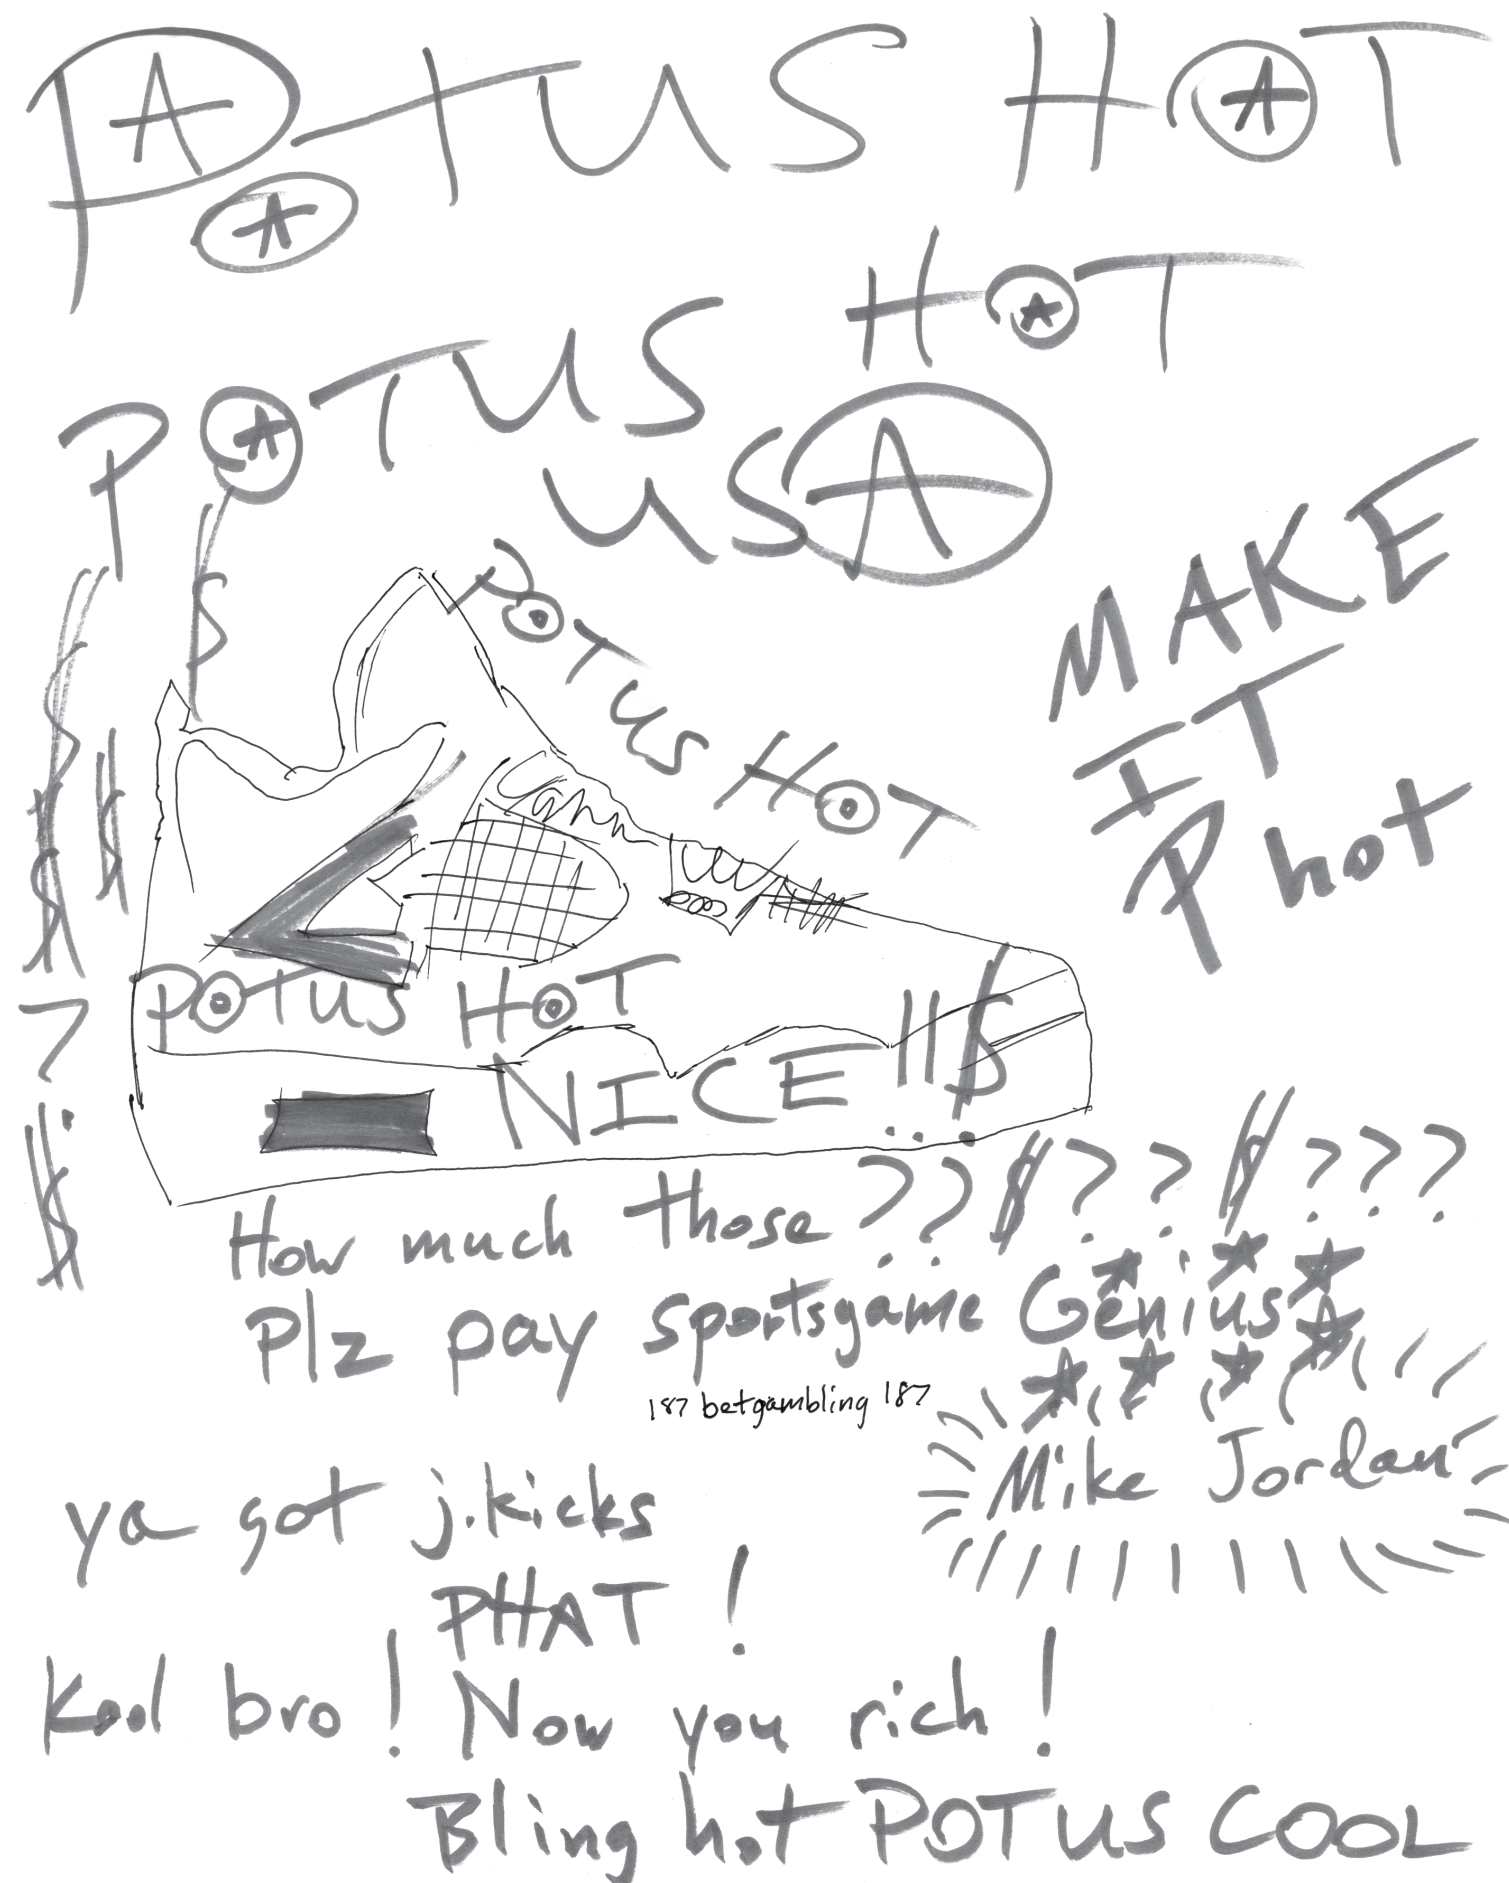 POTUS HOT
POTUS HOT
USA
POTUS HOT
MAKE
IT
Phot
POTUS HOT
NICE !!$
How much those ??$??$???
Plz pay sportsgame Genius
187 betgambling 187
Mike Jordan
ya got j.kicks
PHAT !
Kool bro! Now you rich!
Bling hot POTUS COOL